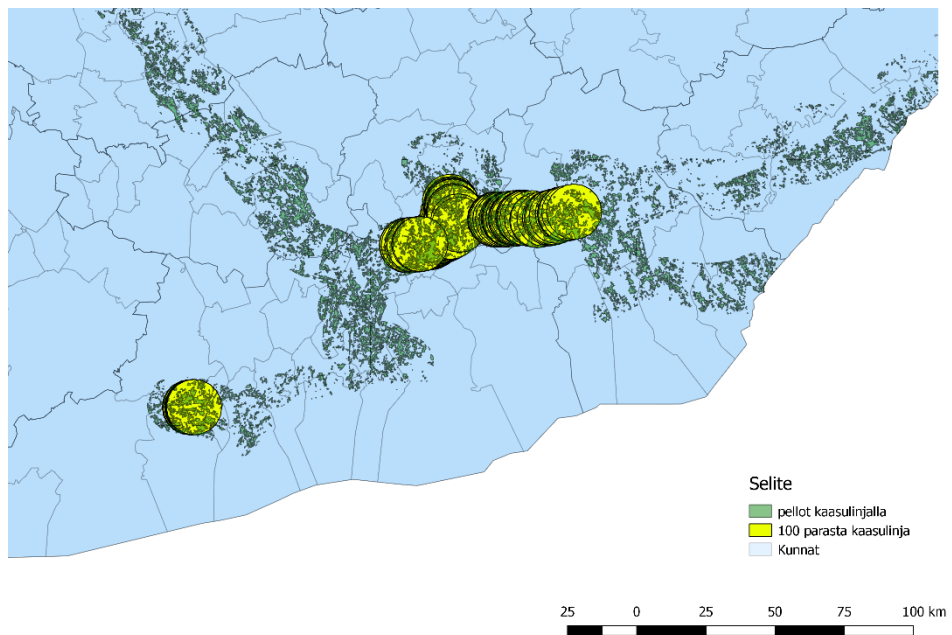 Selite
pellot kaasulinjalla
100 parasta kaasulinja
Kunnat
25 0 25 50 75 100 km